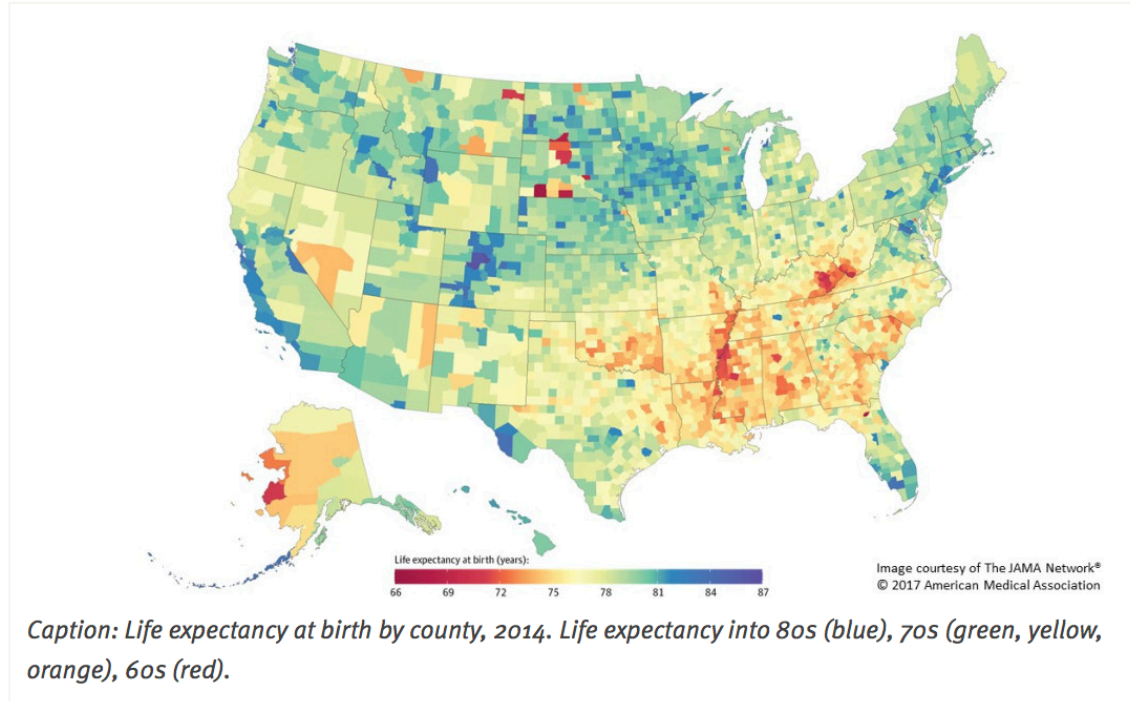 Life expectancy at birth (years):
66 69 72 75 78 81 84 87
Image courtesy of The JAMA Network®
© 2017 American Medical Association
Caption: Life expectancy at birth by county, 2014. Life expectancy into 80s (blue), 70s (green, yellow,
orange), 60s (red).